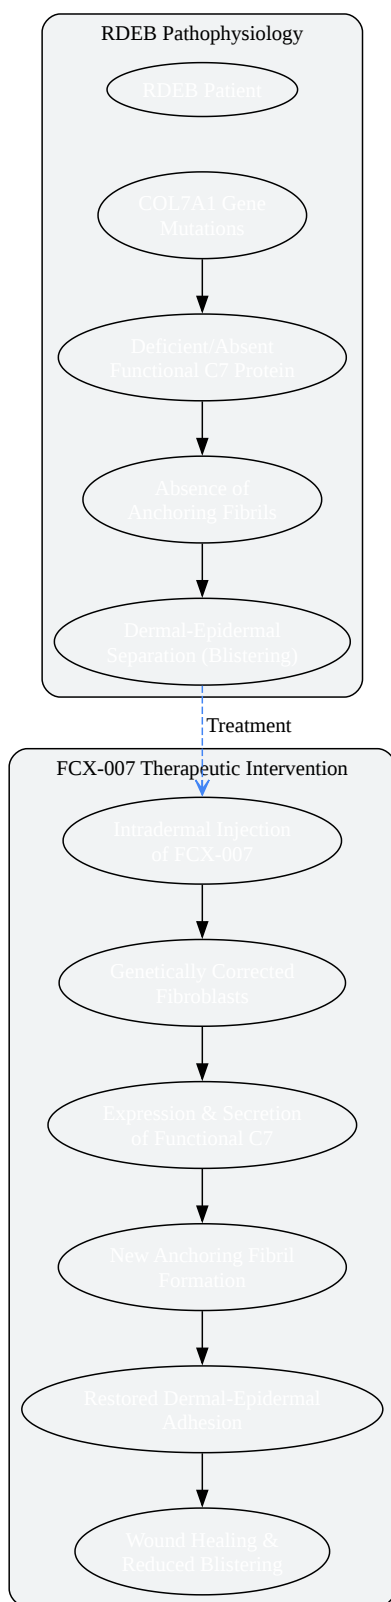 RDEB Pathophysiology
RDEB Patient
COL7A1 Gene
Mutations
Deficient/Absent
Functional C7 Protein
Absence of
Anchoring Fibrils
Dermal-Epidermal
Separation (Blistering)
Treatment
FCX-007 Therapeutic Intervention
Intradermal Injection
of FCX-007
Genetically Corrected
Fibroblasts
Expression & Secretion
of Functional C7
New Anchoring Fibril
Formation
Restored Dermal-Epidermal
Adhesion
Wound Healing &
Reduced Blistering